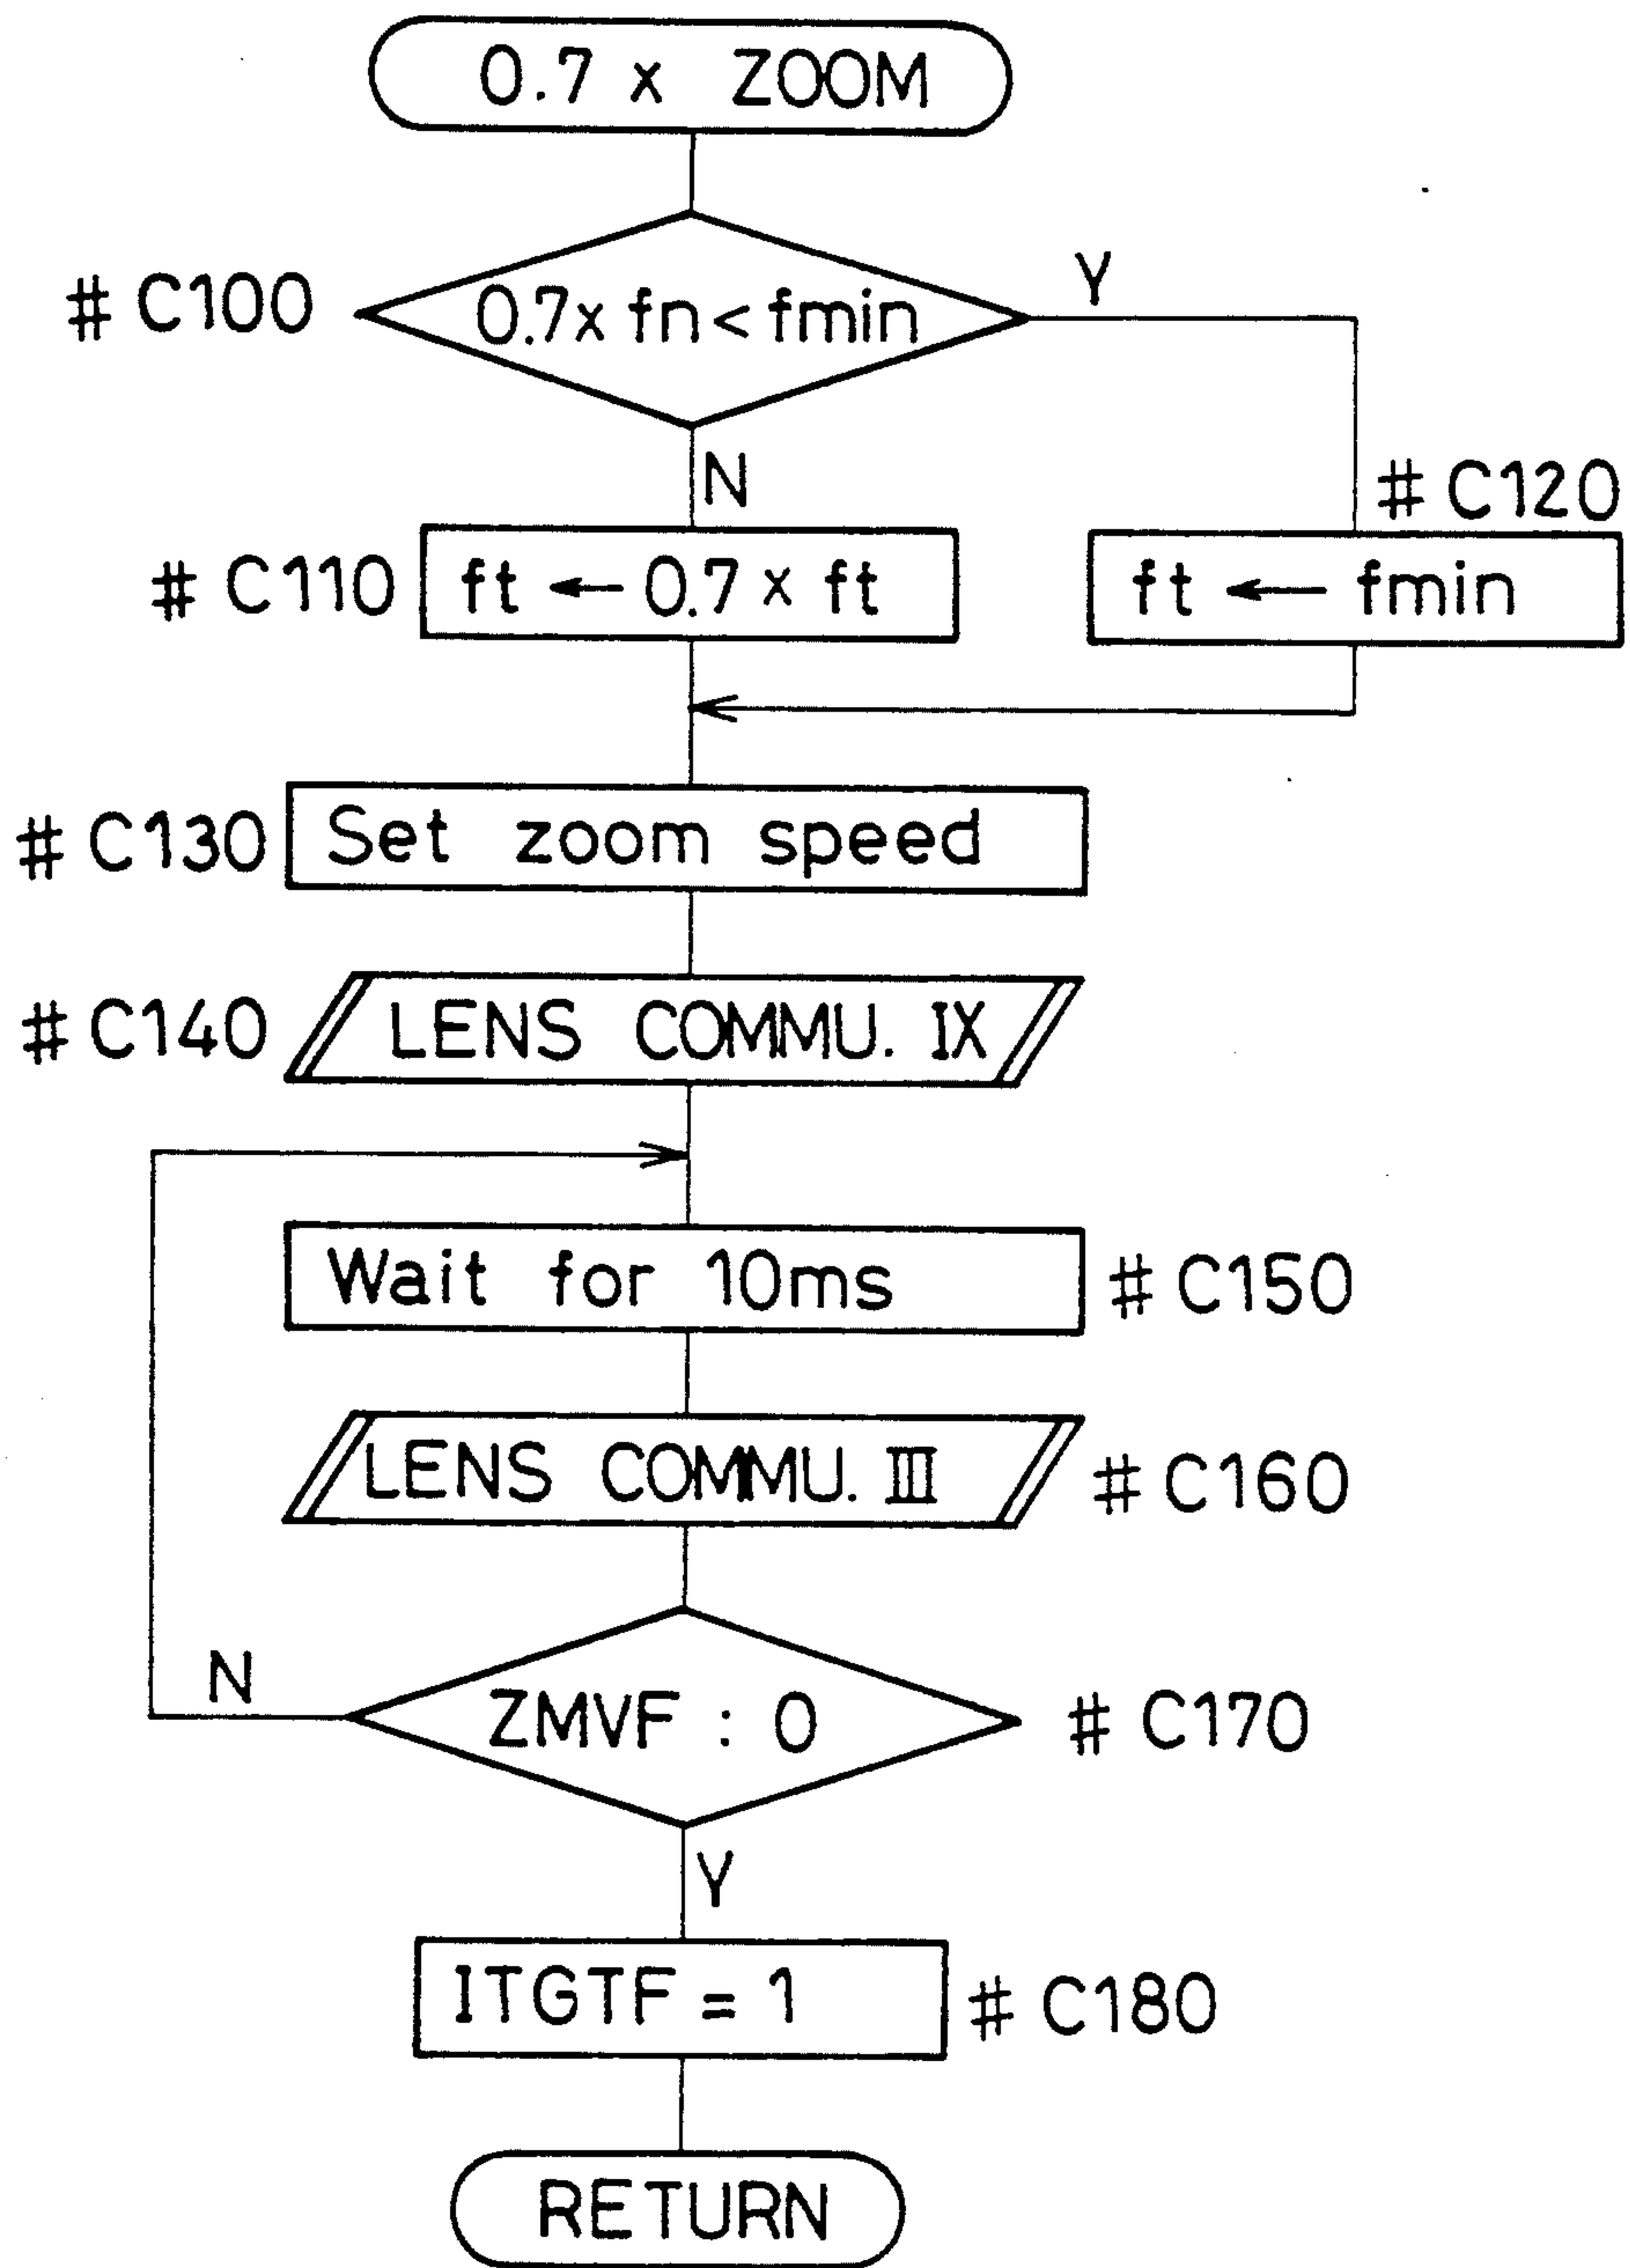 0.7 x ZOOM
# C100
0.7x fn < fmin
Y
N
# C120
# C110
ft ← 0.7 x ft
ft ← fmin
# C130
Set zoom speed
# C140
LENS COMMU. IX
Wait for 10ms
# C150
LENS COMMU. III
# C160
N
ZMVF : 0
# C170
Y
ITGTF = 1
# C180
RETURN